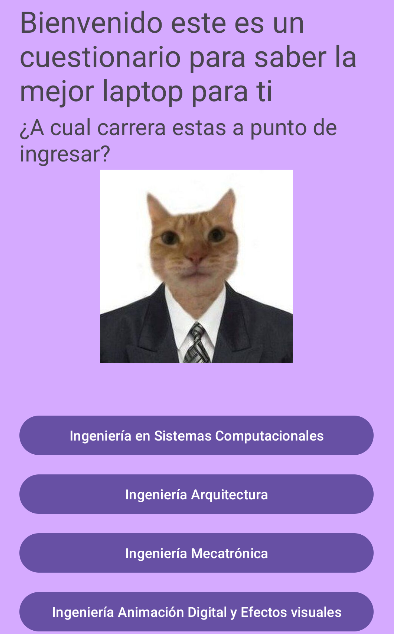 Bienvenido este es un
cuestionario para saber la
mejor laptop para ti
¿A cual carrera estas a punto de
ingresar?
Ingeniería en Sistemas Computacionales
Ingeniería Arquitectura
Ingeniería Mecatrónica
Ingeniería Animación Digital y Efectos visuales